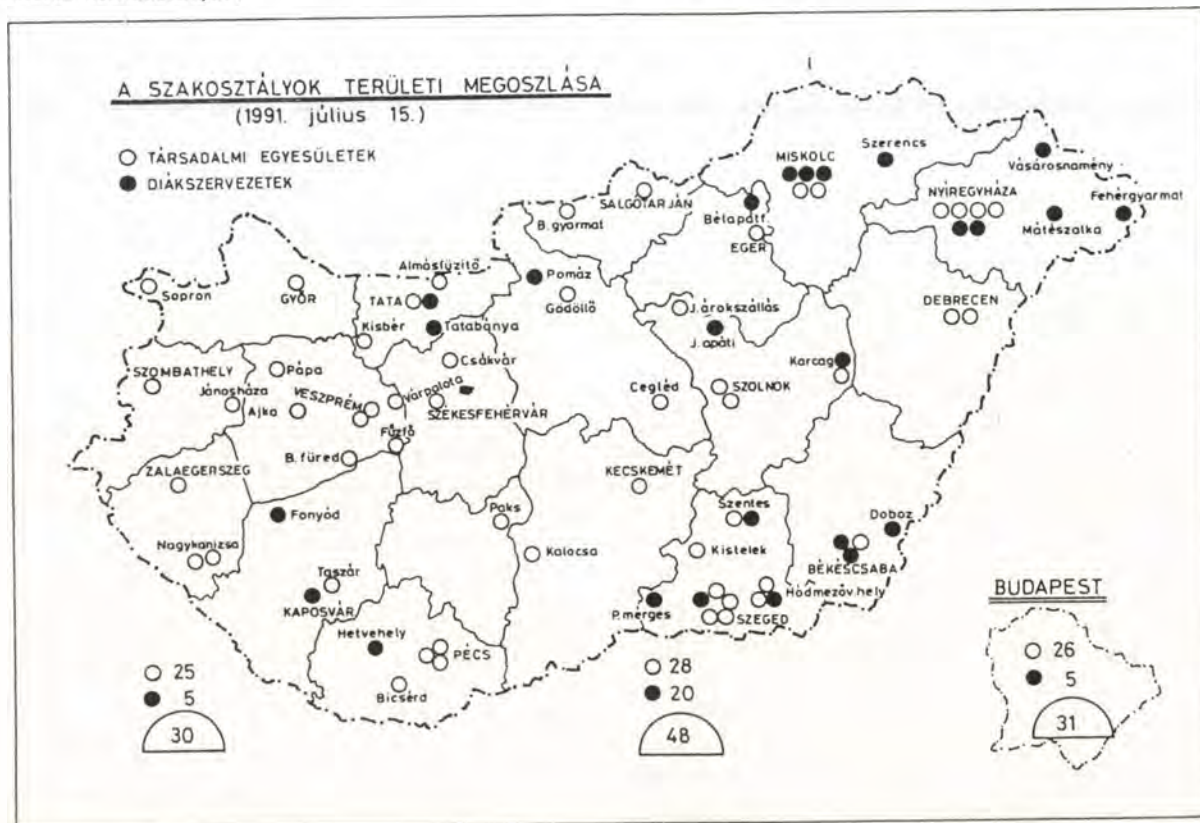 A SZAKOSZTÁLYOK TERÜLETI MEGOSZLÁSA
(1991. július 15.)
TÁRSADALMI EGYESÜLETEK
DIÁKSZERVEZETEK
MISKOLC
Szerencs
Vásárosnamény
NYÍREGYHÁZA
Fehérgyarmat
Mátészalka
SALGÓTARJÁN
B.gyarmat
Bélapátf.
EGER
DEBRECEN
Almásfüzítő
Pomáz
Gödöllő
Sopron
GYŐR
TATA
Tatabánya
Kisbér
J.árokszállás
J.apáti
Karcag
SZOMBATHELY
Pápa
Csákvár
Jánosháza
Ajka
VESZPRÉM
Várpalota
SZÉKESFEHÉRVÁR
Cegléd
SZOLNOK
Fűzfő
B.füred
ZALAEGERSZEG
KECSKEMÉT
Fonyód
Paks
Szentes
Doboz
Nagykanizsa
Kalocsa
Kistelek
BÉKÉSCSABA
Taszár
KAPOSVÁR
P.merges
SZEGED
Hódmezőv.hely
Hetvehely
PÉCS
Bicsérd
25
5
30
28
20
48
BUDAPEST
26
5
31